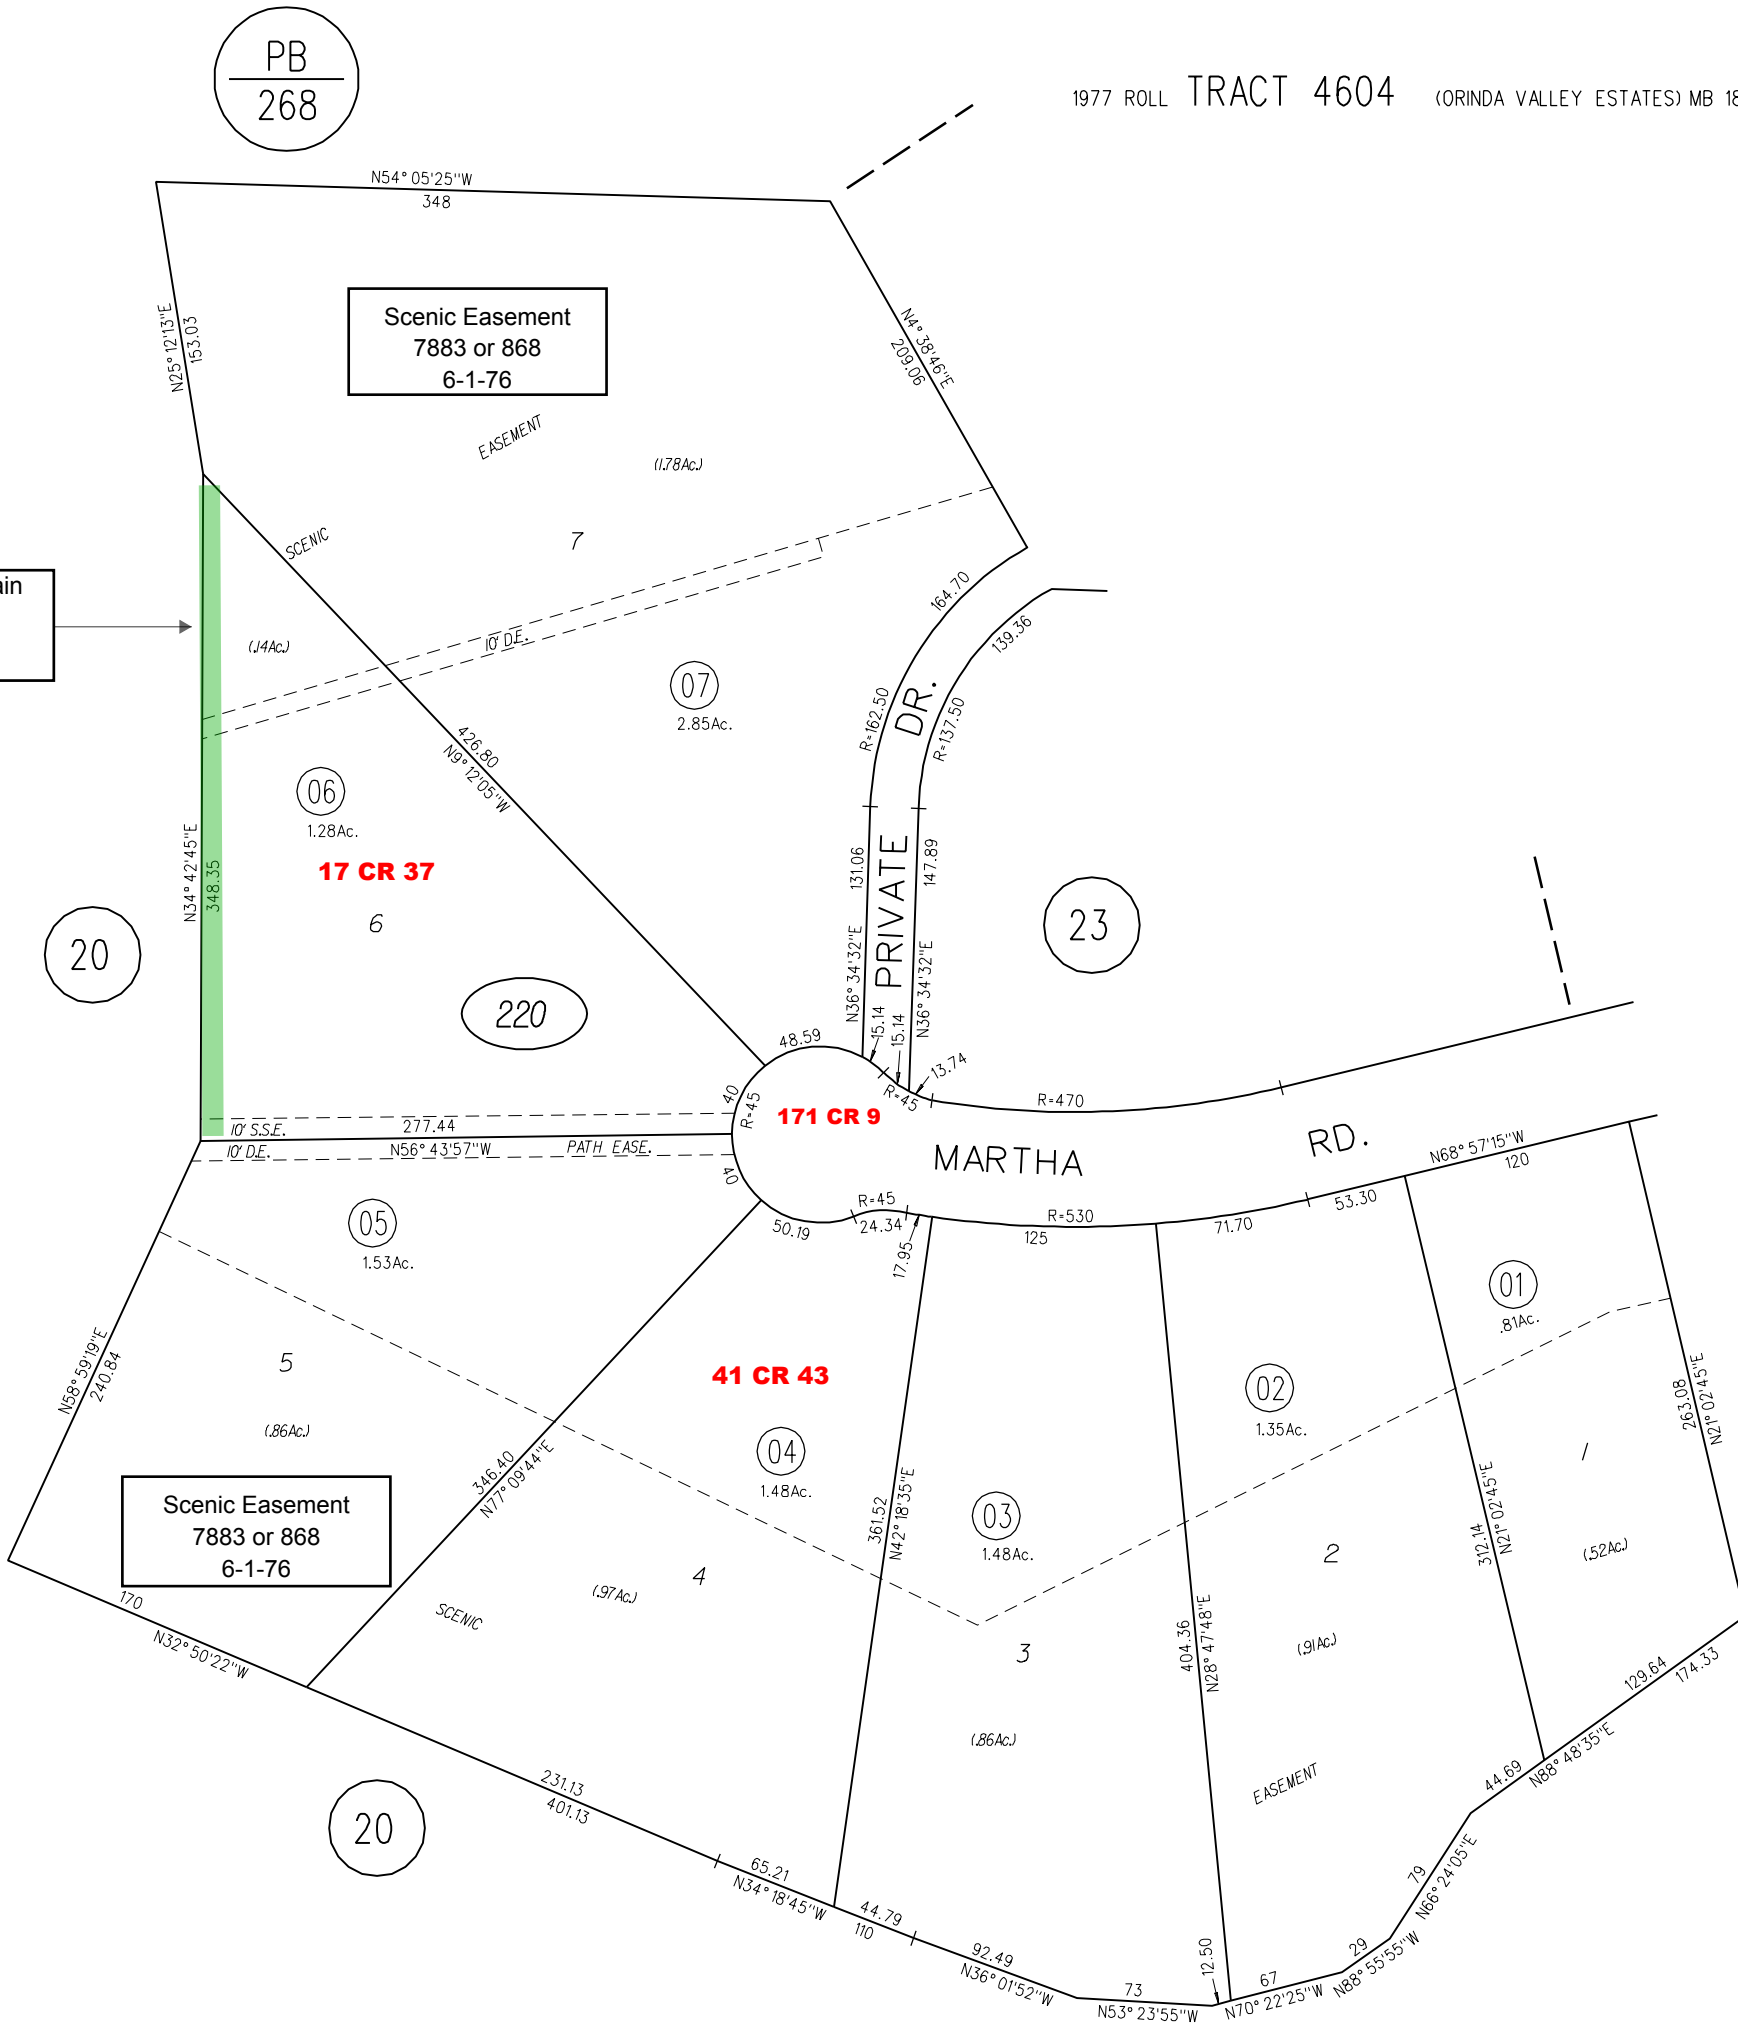 PB
268
1977 ROLL TRACT 4604 (ORINDA VALLEY ESTATES) MB 18
N54°05'25"W
348
N25°12'13"E
153.03
Scenic Easement
7883 or 868
6-1-76
N4°38'46"E
209.06
EASEMENT
(1.78Ac.)
SCENIC
7
ain
(.14Ac.)
10' D.E.
164.70
139.36
07
2.85Ac.
R=162.50
DR.
R=137.50
426.80
N9°12'05"W
06
1.28Ac.
17 CR 37
6
N34°42'45"E
348.35
131.06
N36°34'32"E
PRIVATE
147.89
N36°34'32"E
23
20
220
15.14
15.14
48.59
13.74
40
R=45
R=45
171 CR 9
R=470
10' S.S.E.
277.44
10' D.E.
N56°43'57"W
PATH EASE.
40
MARTHA RD.
N68°57'15"W
120
53.30
R=45
24.34
R=530
125
71.70
50.19
17.95
05
1.53Ac.
01
.81Ac.
N58°59'19"E
240.84
5
(.86Ac.)
41 CR 43
02
1.35Ac.
263.08
N21°02'45"E
346.40
N77°09'44"E
04
1.48Ac.
361.52
N42°18'35"E
03
1.48Ac.
1
312.14
N21°02'45"E
(.52Ac.)
Scenic Easement
7883 or 868
6-1-76
2
4
(.97Ac.)
170
SCENIC
N32°50'22"W
3
404.36
N28°47'48"E
(.91Ac.)
129.64
174.33
(.86Ac.)
EASEMENT
44.69
N88°48'35"E
231.13
401.13
20
65.21
N34°18'45"W
44.79
110
79
N66°24'05"E
92.49
N36°01'52"W
12.50
29
N88°55'55"W
73
N53°23'55"W
67
N70°22'25"W